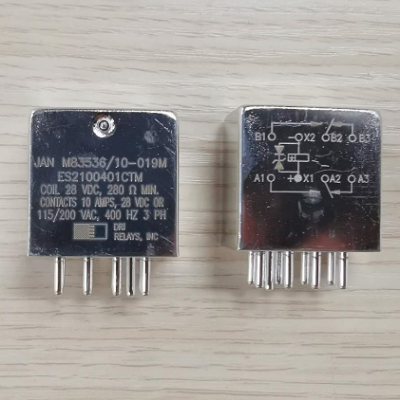 JAN M83536/10-019M
ES2100401CTM
COIL 28 VDC, 280 Ω MIN.
CONTACTS 10 AMPS, 28 VDC OR
115/200 VAC, 400 HZ 3 PH
DRI
RELAYS, INC
B1 X2 B2 B3
A1 X1 A2 A3